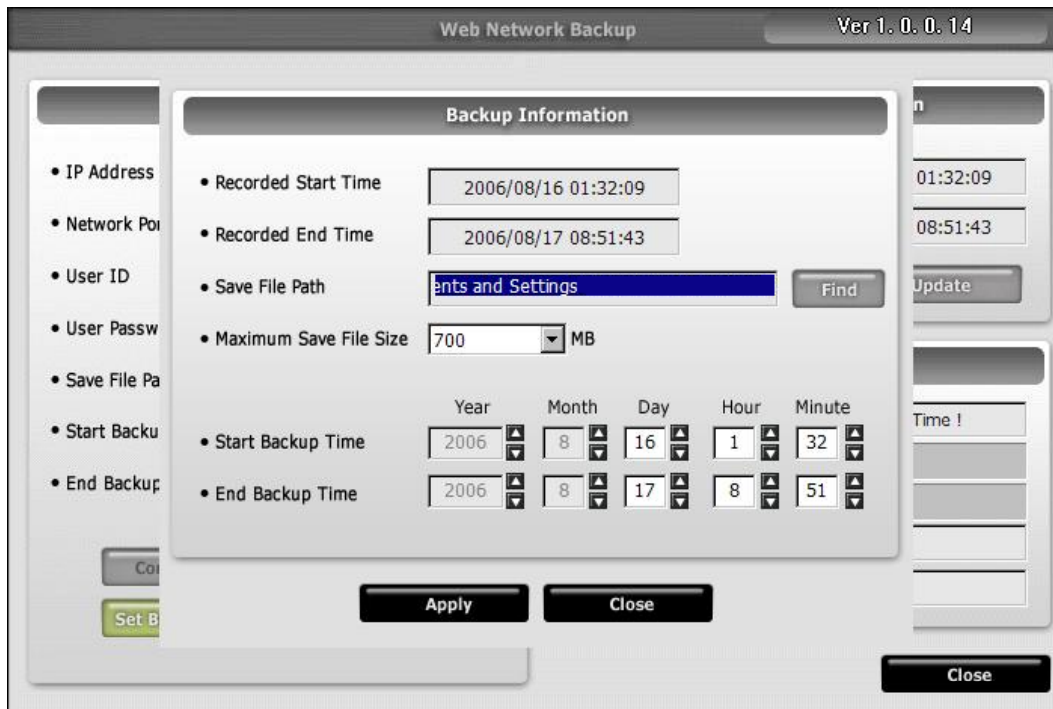 Web Network Backup
Ver 1. 0. 0. 14
Backup Information
n
• IP Address
• Recorded Start Time 2006/08/16 01:32:09
01:32:09
• Network Por
• Recorded End Time 2006/08/17 08:51:43
08:51:43
• User ID
• Save File Path ents and Settings Find
Update
• User Passw
• Maximum Save File Size 700 MB
• Save File Pa
Year Month Day Hour Minute
Time !
• Start Backu
• Start Backup Time 2006 8 16 1 32
• End Backup
• End Backup Time 2006 8 17 8 51
Co
Set B
Apply Close
Close